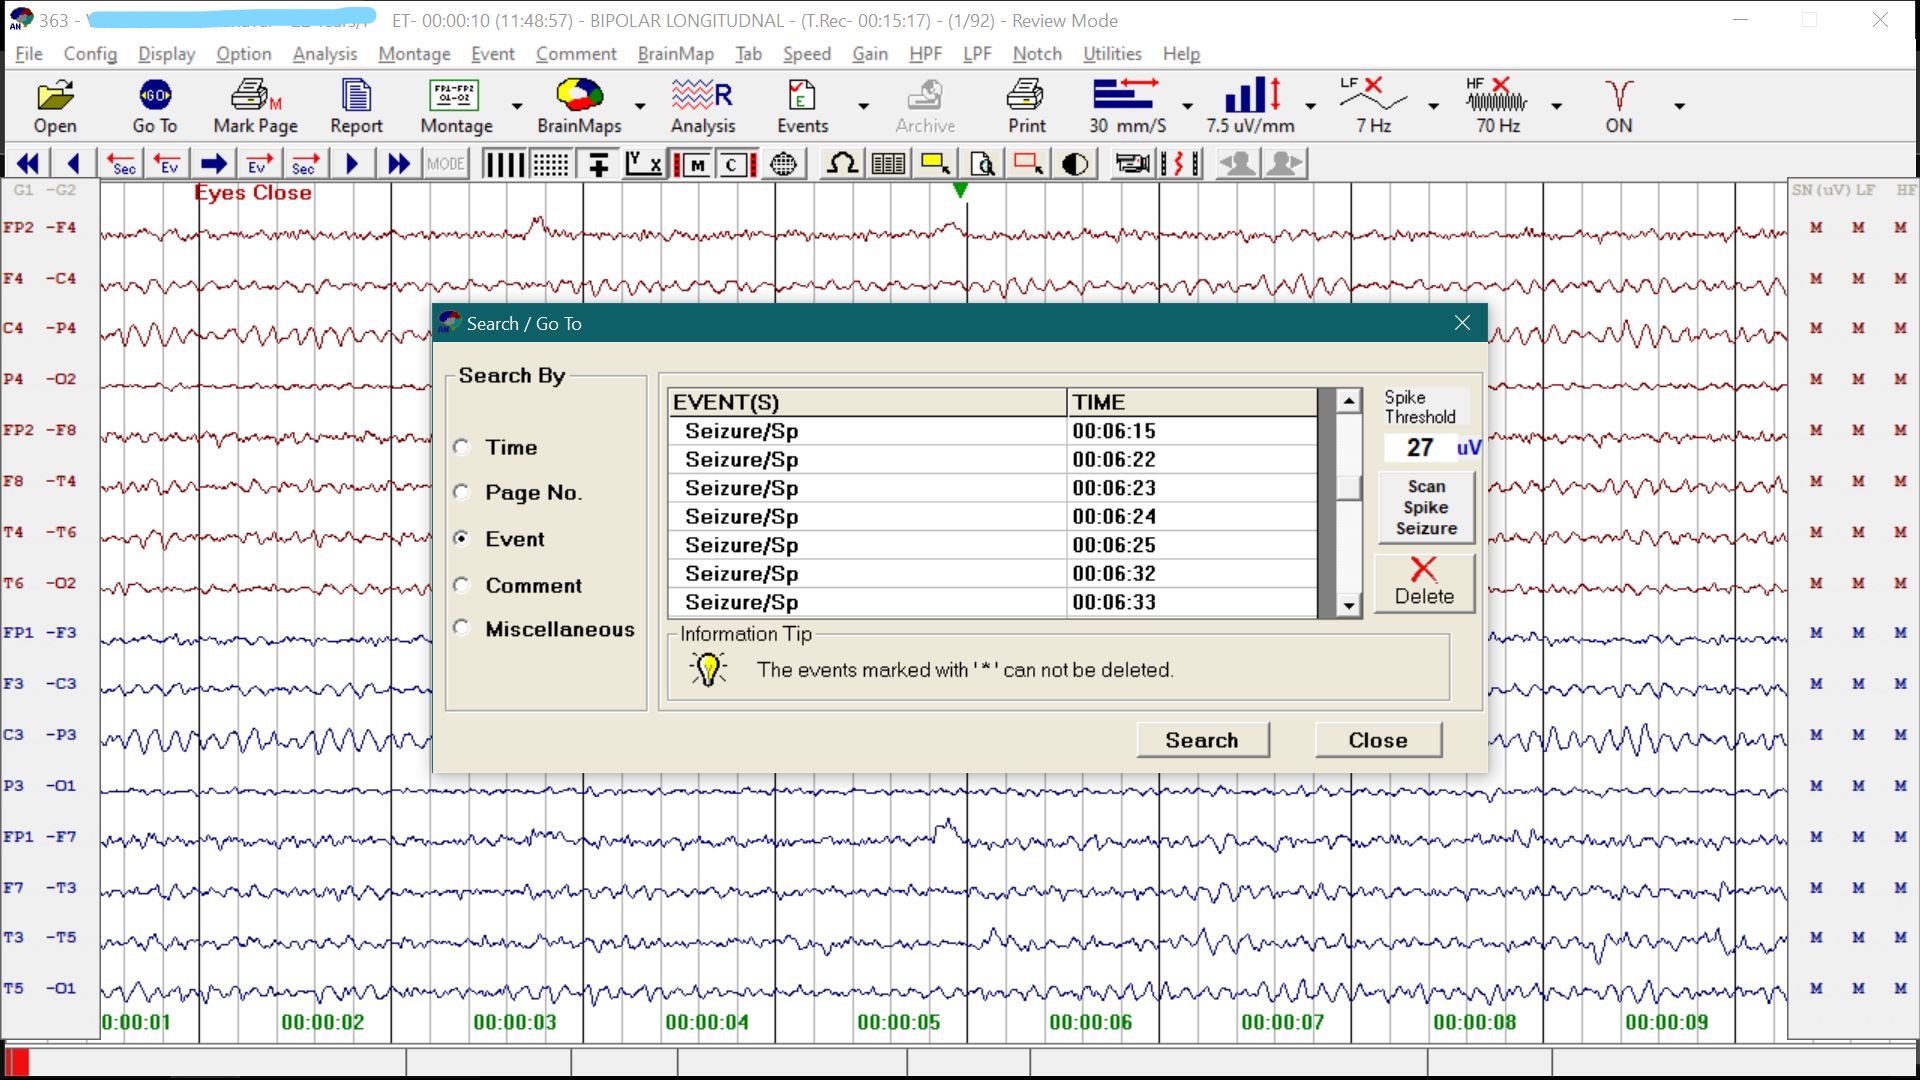 363 - ET- 00:00:10 (11:48:57) - BIPOLAR LONGITUDNAL - (T.Rec- 00:15:17) - (1/92) - Review Mode
File Config Display Option Analysis Montage Event Comment BrainMap Tab Speed Gain HPF LPF Notch Utilities Help
GO M FP1-FP2 O1-O2 R E LF HF
Open Go To Mark Page Report Montage BrainMaps Analysis Events Archive Print 30 mm/S 7.5 uV/mm 7 Hz 70 Hz ON
Sec Ev Ev Sec MODE Y X M C
G1 -G2 Eyes Close SN(uV) LF HF
FP2 -F4 M M M
F4 -C4 M M M
C4 -P4 M M M
P4 -O2 M M M
FP2 -F8 M M M
F8 -T4 M M M
T4 -T6 M M M
T6 -O2 M M M
FP1 -F3 M M M
F3 -C3 M M M
C3 -P3 M M M
P3 -O1 M M M
FP1 -F7 M M M
F7 -T3 M M M
T3 -T5 M M M
T5 -O1 M M M
0:00:01 00:00:02 00:00:03 00:00:04 00:00:05 00:00:06 00:00:07 00:00:08 00:00:09
Search / Go To
Search By
Time
Page No.
Event
Comment
Miscellaneous
EVENT(S) TIME
Seizure/Sp 00:06:15
Seizure/Sp 00:06:22
Seizure/Sp 00:06:23
Seizure/Sp 00:06:24
Seizure/Sp 00:06:25
Seizure/Sp 00:06:32
Seizure/Sp 00:06:33
Spike
Threshold
27 uV
Scan
Spike
Seizure
Delete
Information Tip
The events marked with '*' can not be deleted.
Search Close